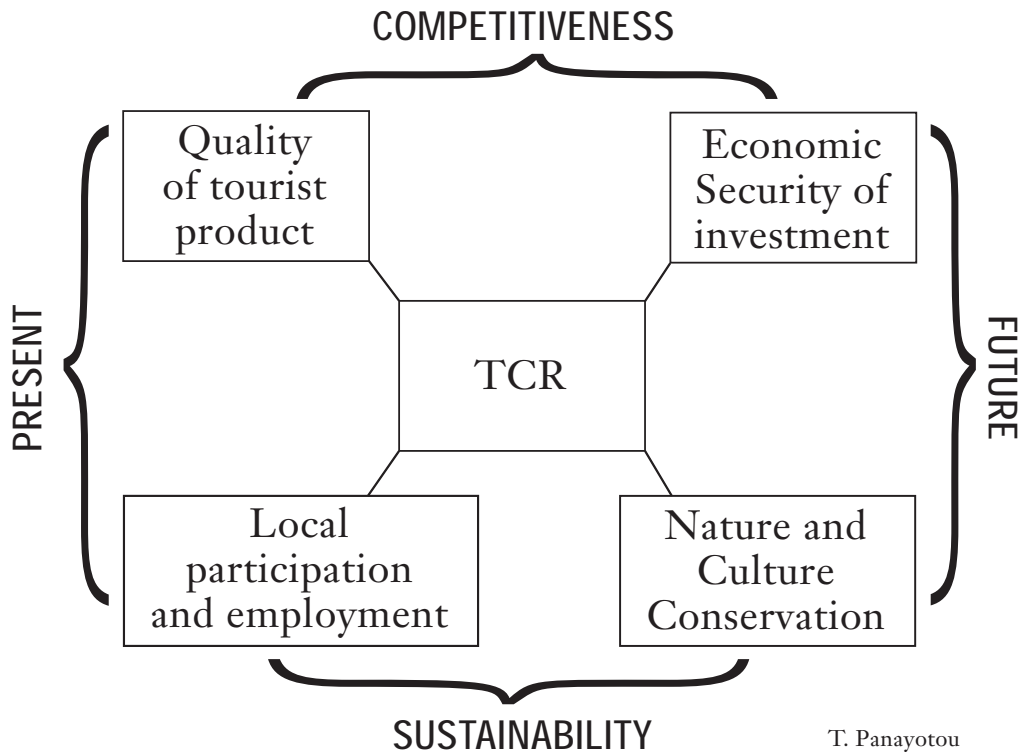 COMPETITIVENESS
Quality
of tourist
product
Economic
Security of
investment
PRESENT
TCR
FUTURE
Local
participation
and employment
Nature and
Culture
Conservation
SUSTAINABILITY
T. Panayotou